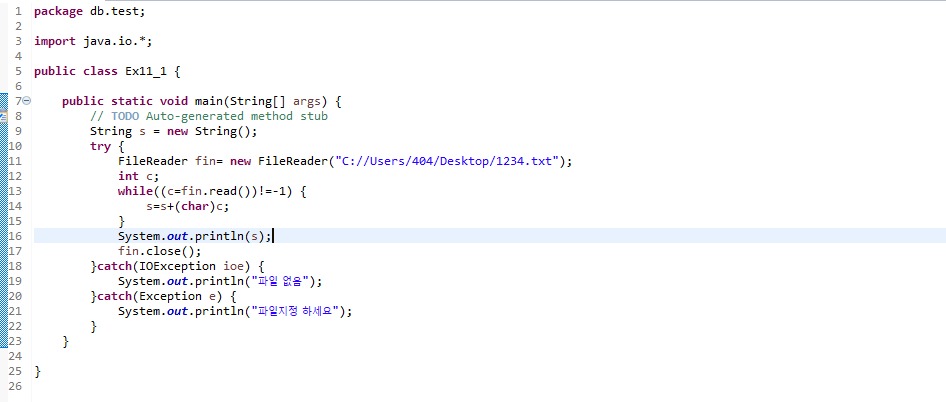 1 package db.test;
2
3 import java.io.*;
4
5 public class Ex11_1 {
6
7 public static void main(String[] args) {
8 // TODO Auto-generated method stub
9 String s = new String();
10 try {
11 FileReader fin= new FileReader("C://Users/404/Desktop/1234.txt");
12 int c;
13 while((c=fin.read())!=-1) {
14 s=s+(char)c;
15 }
16 System.out.println(s);
17 fin.close();
18 }catch(IOException ioe) {
19 System.out.println("파일 없음");
20 }catch(Exception e) {
21 System.out.println("파일지정 하세요");
22 }
23 }
24
25 }
26